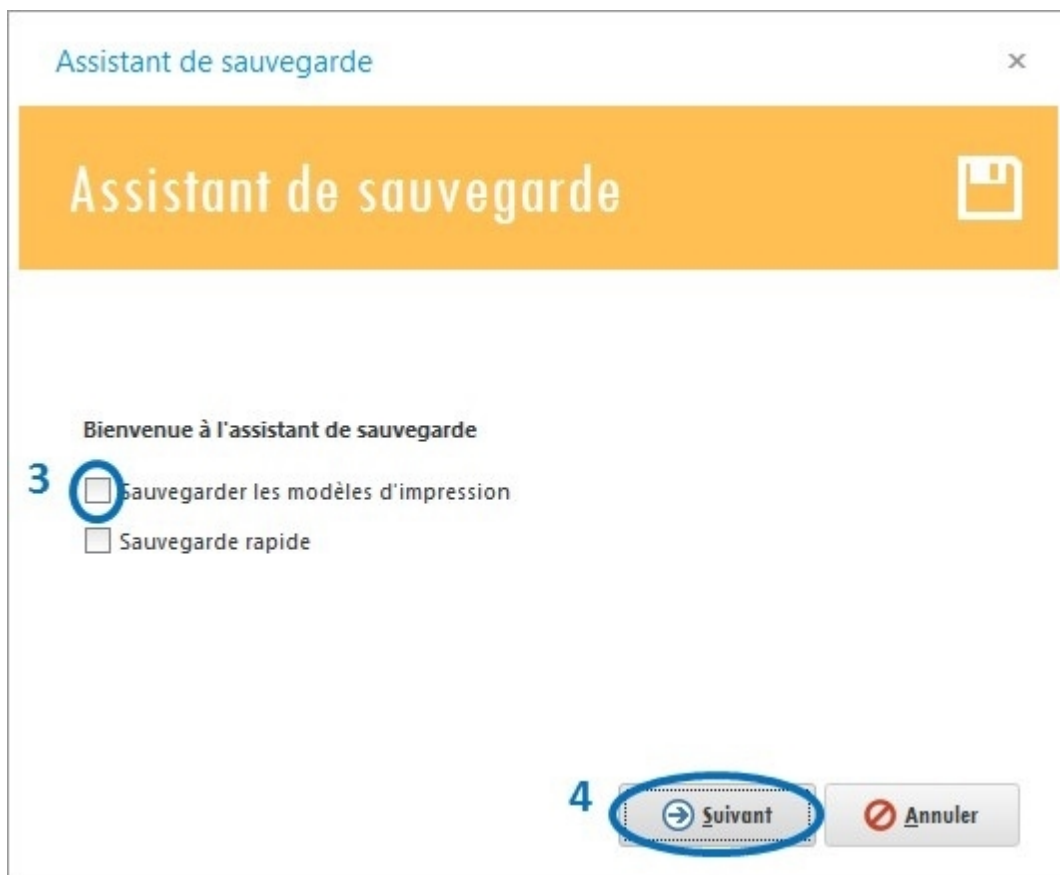 Assistant de sauvegarde
Assistant de sauvegarde
Bienvenue à l'assistant de sauvegarde
3 Sauvegarder les modèles d'impression
Sauvegarde rapide
4 Suivant Annuler